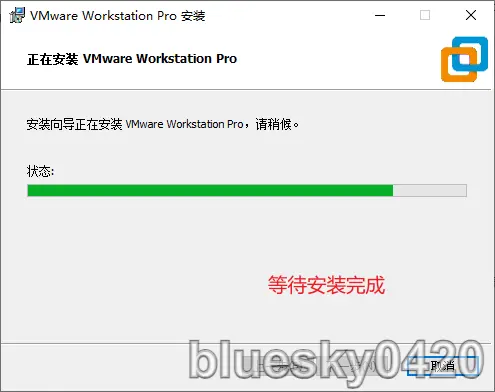 VMware Workstation Pro 安装
正在安装 VMware Workstation Pro
安装向导正在安装 VMware Workstation Pro，请稍候。
状态:
等待安装完成
bluesky0420
取消